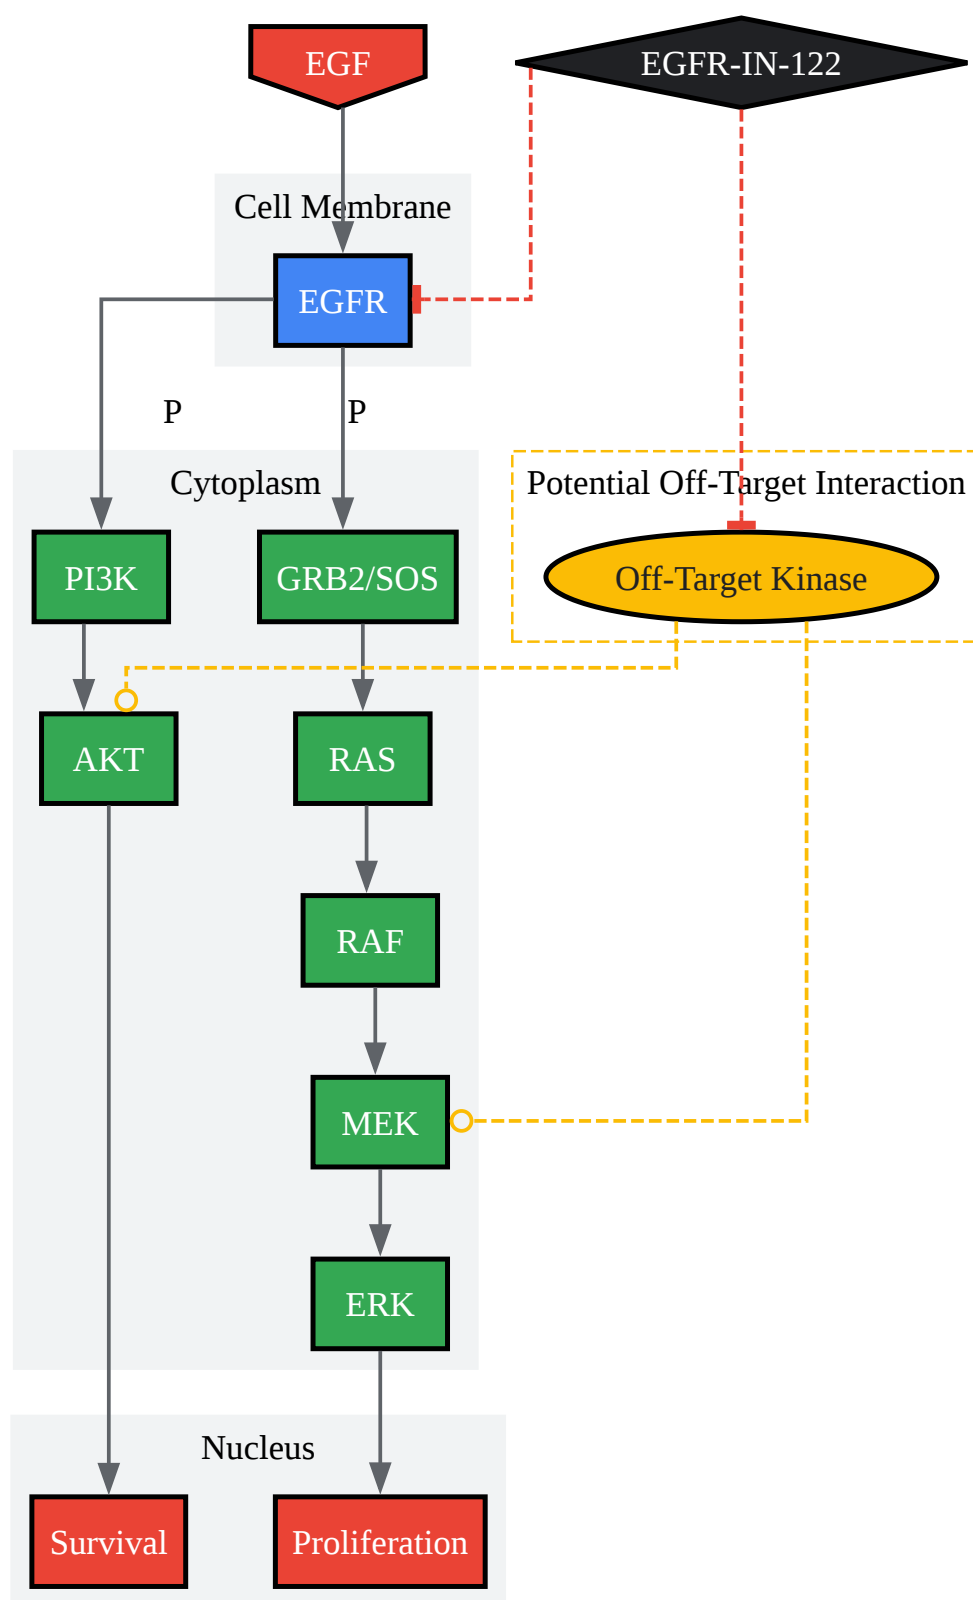 EGF
EGFR-IN-122
Cell Membrane
EGFR
P
P
Cytoplasm
Potential Off-Target Interaction
PI3K
GRB2/SOS
Off-Target Kinase
AKT
RAS
RAF
MEK
ERK
Nucleus
Survival
Proliferation